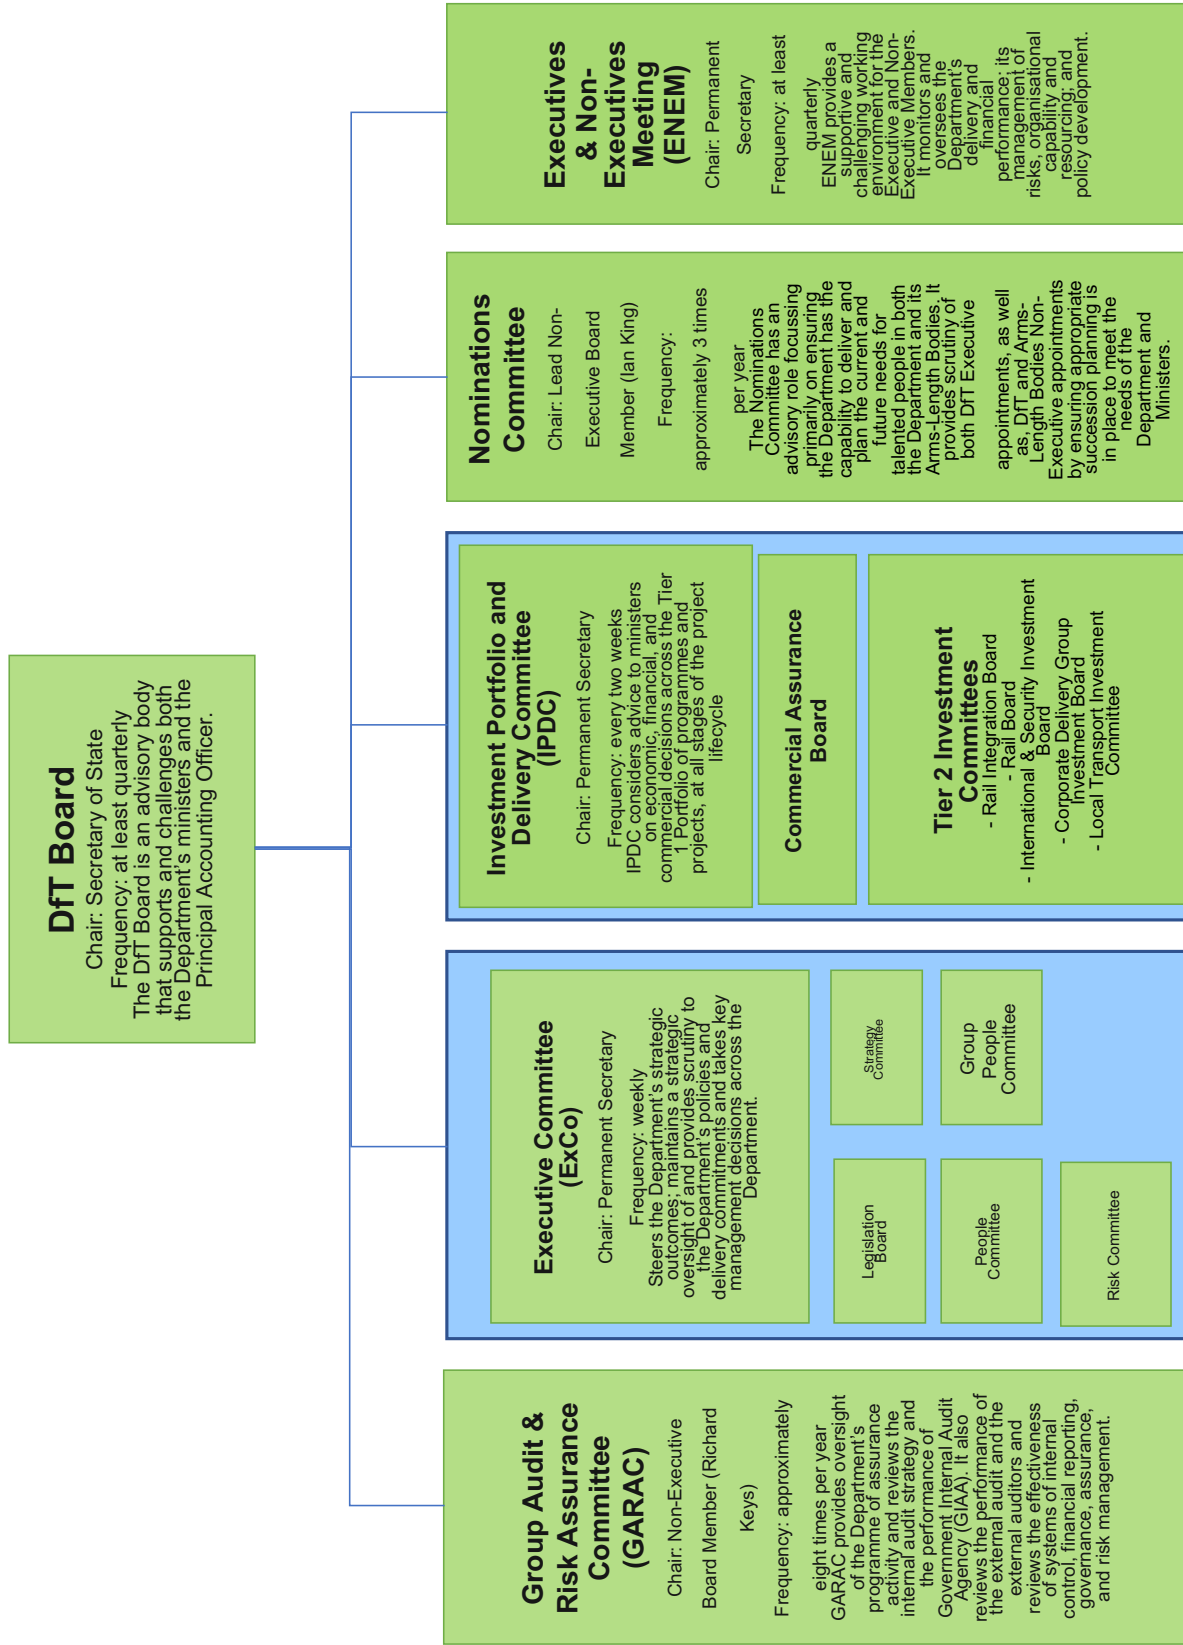 DfT Board
Chair: Secretary of State
Frequency: at least quarterly
The DfT Board is an advisory body
that supports and challenges both
the Department's ministers and the
Principal Accounting Officer.
Group Audit &
Risk Assurance
Committee
(GARAC)
Chair: Non-Executive
Board Member (Richard
Keys)
Frequency: approximately
eight times per year
GARAC provides oversight
of the Department's
programme of assurance
activity and reviews the
internal audit strategy and
the performance of
Government Internal Audit
Agency (GIAA). It also
reviews the performance of
the external audit and the
external auditors and
reviews the effectiveness
of systems of internal
control, financial reporting,
governance, assurance,
and risk management.
Executive Committee
(ExCo)
Chair: Permanent Secretary
Frequency: weekly
Steers the Department's strategic
outcomes; maintains a strategic
oversight of and provides scrutiny to
the Department's policies and
delivery commitments and takes key
management decisions across the
Department.
Legislation
Board
Strategy
Committee
People
Committee
Group
People
Committee
Risk Committee
Investment Portfolio and
Delivery Committee
(IPDC)
Chair: Permanent Secretary
Frequency: every two weeks
IPDC considers advice to ministers
on economic, financial, and
commercial decisions across the Tier
1 Portfolio of programmes and
projects, at all stages of the project
lifecycle
Commercial Assurance
Board
Tier 2 Investment
Committees
- Rail Integration Board
- Rail Board
- International & Security Investment
Board
- Corporate Delivery Group
Investment Board
- Local Transport Investment
Committee
Nominations
Committee
Chair: Lead Non-
Executive Board
Member (Ian King)
Frequency:
approximately 3 times
per year
The Nominations
Committee has an
advisory role focussing
primarily on ensuring
the Department has the
capability to deliver and
plan the current and
future needs for
talented people in both
the Department and its
Arms-Length Bodies. It
provides scrutiny of
both DfT Executive
appointments, as well
as, DfT and Arms-
Length Bodies Non-
Executive appointments
by ensuring appropriate
succession planning is
in place to meet the
needs of the
Department and
Ministers.
Executives
& Non-
Executives
Meeting
(ENEM)
Chair: Permanent
Secretary
Frequency: at least
quarterly
ENEM provides a
supportive and
challenging working
environment for the
Executive and Non-
Executive Members.
It monitors and
oversees the
Department's
delivery and
financial
performance; its
management of
risks, organisational
capability and
resourcing; and
policy development.